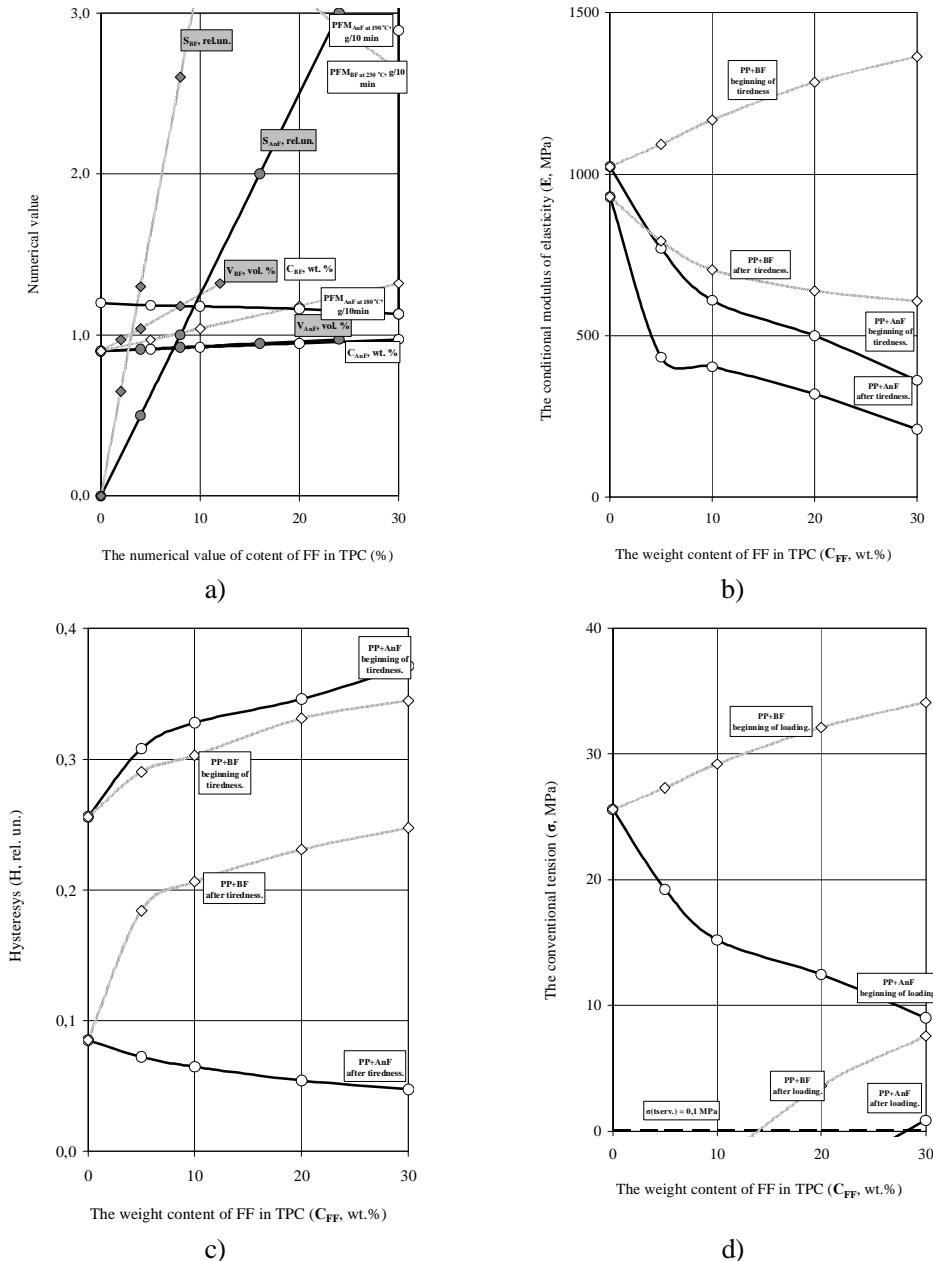 3,0
2,0
1,0
0,0
Numerical value
S_BF, rel.un.
PFM_AnF at 190 °C,
g/10 min
PFM_BF at 230 °C, g/10
min
S_AnF, rel.un.
V_BF, vol. %
C_BF, wt. %
PFM_AnF at 180 °C,
g/10min
V_AnF, vol. %
C_AnF, wt. %
0 10 20 30
The numerical value of cotent of FF in TPC (%)
a)
1500
1000
500
0
The conditional modulus of elasticity (E, MPa)
PP+BF
beginning of
tiredness
PP+BF
after tiredness.
PP+AnF
beginning of
tiredness.
PP+AnF
after tiredness.
0 10 20 30
The weight content of FF in TPC (C_FF, wt.%)
b)
0,4
0,3
0,2
0,1
0,0
Hysteresys (H, rel. un.)
PP+AnF
beginning of
tiredness.
PP+BF
beginning of
tiredness.
PP+BF
after tiredness.
PP+AnF
after tiredness.
0 10 20 30
The weight content of FF in TPC (C_FF, wt.%)
c)
40
30
20
10
0
The conventional tension (σ, MPa)
PP+BF
beginning of loading.
PP+AnF
beginning of loading
PP+BF
after loading.
PP+AnF
after loading.
σ(tserv.) = 0,1 MPa
0 10 20 30
The weight content of FF in TPC (C_FF, wt.%)
d)